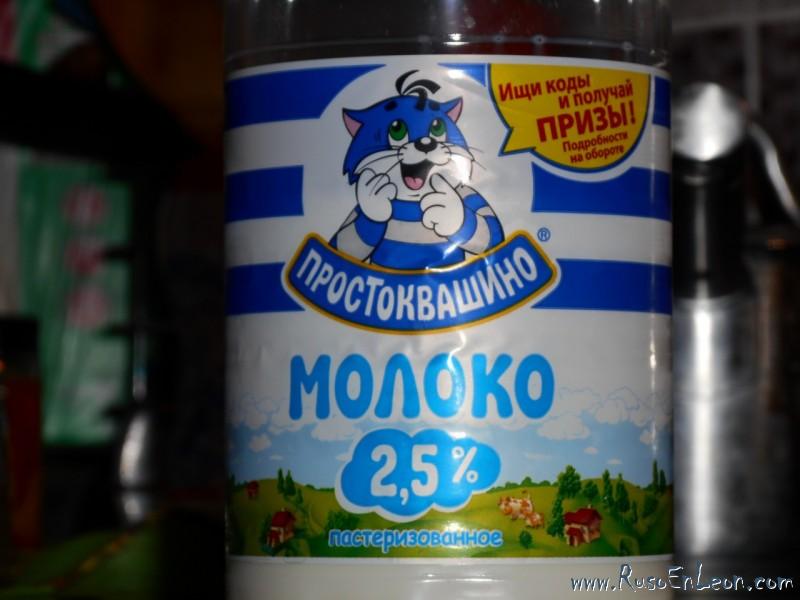 Ищи коды
и получай
ПРИЗЫ!
Подробности
на обороте
ПРОСТОКВАШИНО®
МОЛОКО
2,5%
пастеризованное
www.RusoEnLeon.com